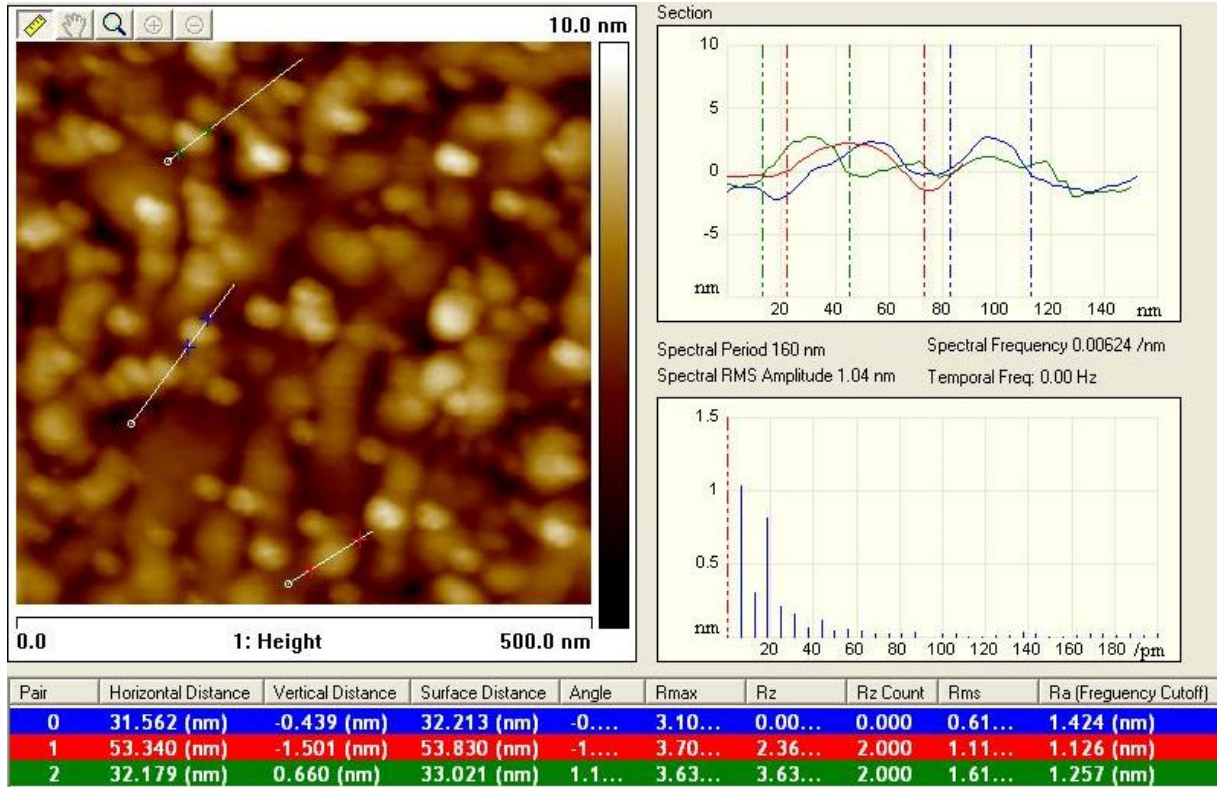 10.0 nm
0.0 1: Height 500.0 nm
Section
10
5
0
-5
nm
20 40 60 80 100 120 140 nm
Spectral Period 160 nm Spectral Frequency 0.00624 /nm
Spectral RMS Amplitude 1.04 nm Temporal Freq: 0.00 Hz
1.5
1
0.5
nm
20 40 60 80 100 120 140 160 180 /pm
Pair Horizontal Distance Vertical Distance Surface Distance Angle Rmax Rz Rz Count Rms Ra (Freguency Cutoff)
0 31.562 (nm) -0.439 (nm) 32.213 (nm) -0.... 3.10... 0.00... 0.000 0.61... 1.424 (nm)
1 53.340 (nm) -1.501 (nm) 53.830 (nm) -1.... 3.70... 2.36... 2.000 1.11... 1.126 (nm)
2 32.179 (nm) 0.660 (nm) 33.021 (nm) 1.1... 3.63... 3.63... 2.000 1.61... 1.257 (nm)